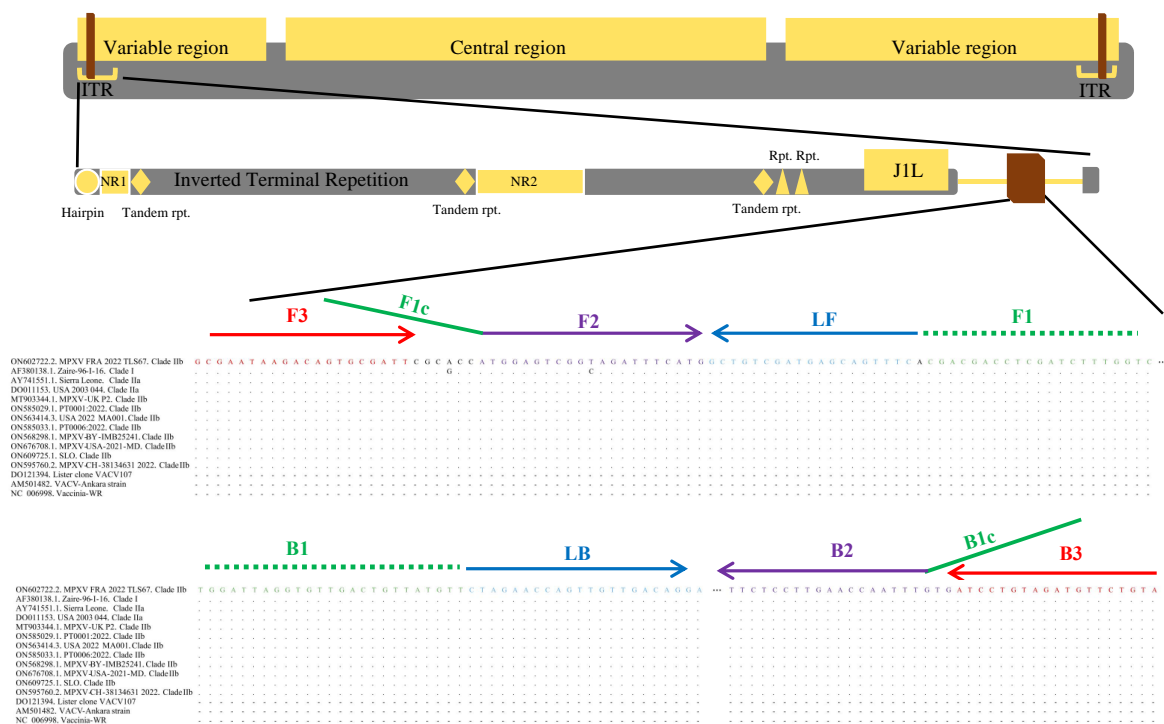 Variable region Central region Variable region
ITR ITR
Rpt. Rpt.
NR1 Inverted Terminal Repetition NR2 J1L
Hairpin Tandem rpt. Tandem rpt. Tandem rpt.
F3 F1c F2 LF F1
ON602722.2. MPXV FRA 2022 TLS67. Clade IIb G C G A A T A A G A C A G T G C G A T T C G C A C C A T G G A G T C G G T A G A T T T C A T G G C T G T C G A T G A G C A G T T T C A C G A C G A C C T C G A T C T T T G G T C ...
AF380138.1. Zaire-96-I-16. Clade I G C
AY741551.1. Sierra Leone. Clade IIa
DO011153. USA 2003 044. Clade IIa
MT903344.1. MPXV-UK P2. Clade IIb
ON585029.1. PT0001:2022. Clade IIb
ON563414.3. USA 2022 MA001. Clade IIb
ON585033.1. PT0006:2022. Clade IIb
ON568298.1. MPXV-BY-IMB25241. Clade IIb
ON676708.1. MPXV-USA-2021-MD. Clade IIb
ON609725.1. SLO. Clade IIb
ON595760.2. MPXV-CH-38134631 2022. Clade IIb
DO121394. Lister clone VACV107
AM501482. VACV-Ankara strain
NC 006998. Vaccinia-WR
B1 LB B2 B1c B3
ON602722.2. MPXV FRA 2022 TLS67. Clade IIb T G G A T T A G G T G T T G A C T G T T A T G T T C T A G A A C C A G T T G T T G A C A G G A ... T T C T C C T T G A A C C A A T T T G T G A T C C T G T A G A T G T T C T G T A
AF380138.1. Zaire-96-I-16. Clade I
AY741551.1. Sierra Leone. Clade IIa
DO011153. USA 2003 044. Clade IIa
MT903344.1. MPXV-UK P2. Clade IIb
ON585029.1. PT0001:2022. Clade IIb
ON563414.3. USA 2022 MA001. Clade IIb
ON585033.1. PT0006:2022. Clade IIb
ON568298.1. MPXV-BY-IMB25241. Clade IIb
ON676708.1. MPXV-USA-2021-MD. Clade IIb
ON609725.1. SLO. Clade IIb
ON595760.2. MPXV-CH-38134631 2022. Clade IIb
DO121394. Lister clone VACV107
AM501482. VACV-Ankara strain
NC 006998. Vaccinia-WR